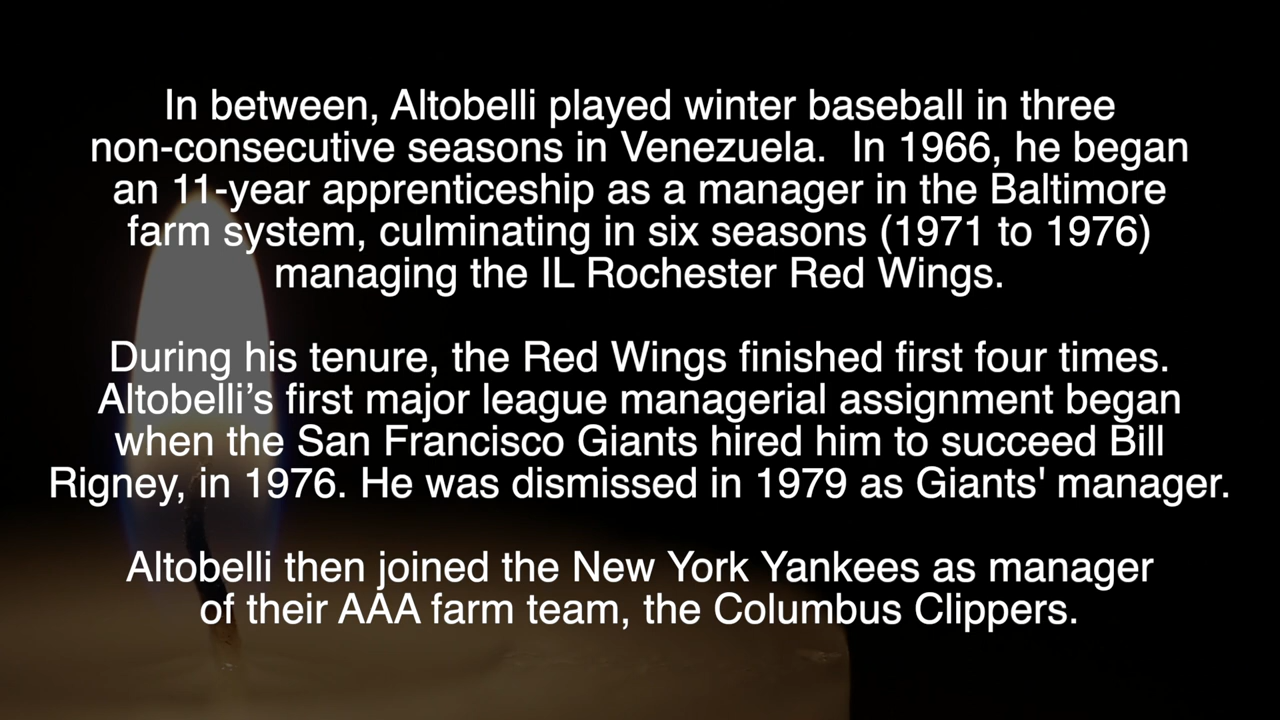 In between, Altobelli played winter baseball in three
non-consecutive seasons in Venezuela.  In 1966, he began
an 11-year apprenticeship as a manager in the Baltimore
farm system, culminating in six seasons (1971 to 1976)
managing the IL Rochester Red Wings.
During his tenure, the Red Wings finished first four times.
Altobelli’s first major league managerial assignment began
when the San Francisco Giants hired him to succeed Bill
Rigney, in 1976. He was dismissed in 1979 as Giants' manager.
Altobelli then joined the New York Yankees as manager
of their AAA farm team, the Columbus Clippers.